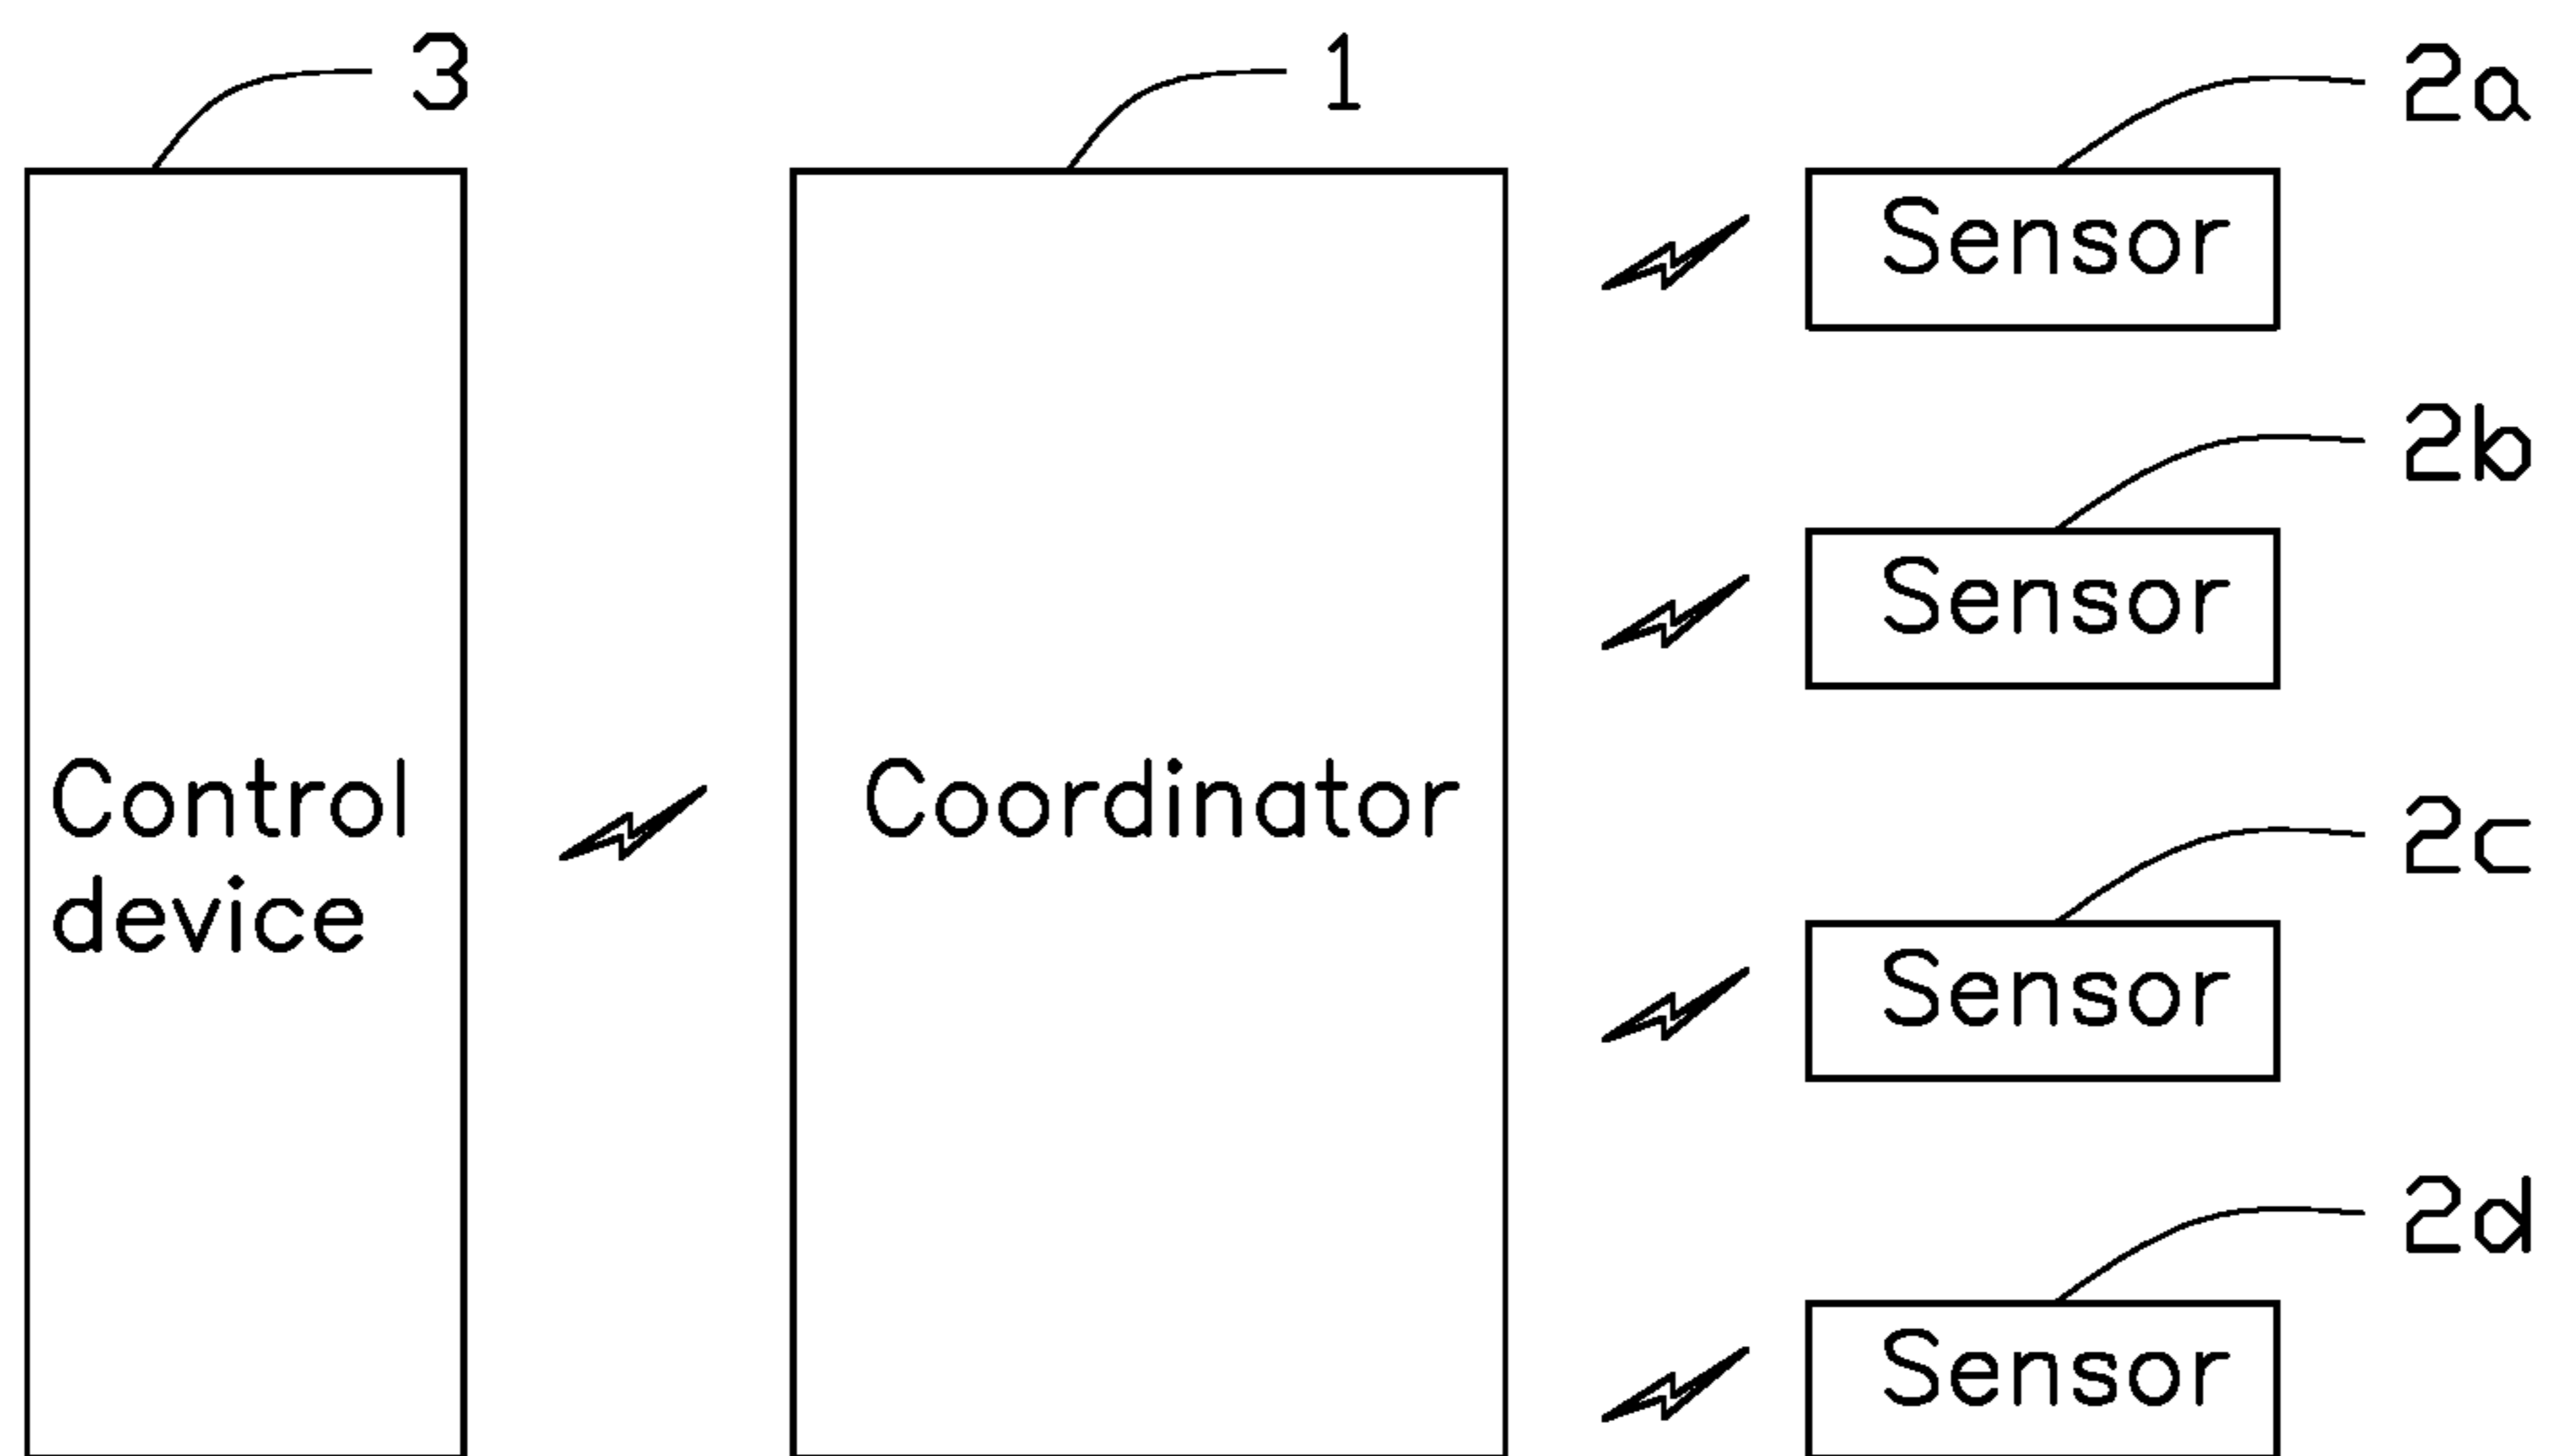 3
1
2a
Sensor
2b
Sensor
Control
device
Coordinator
2c
Sensor
2d
Sensor